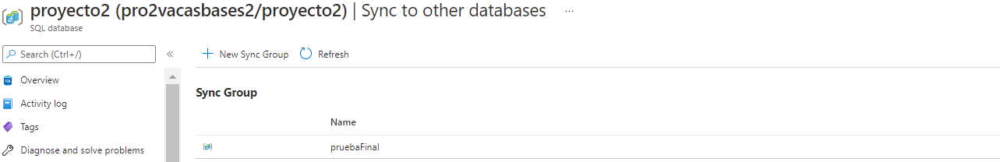 proyecto2 (pro2vacasbases2/proyecto2) | Sync to other databases ...
SQL database
Search (Ctrl+/) «
New Sync Group Refresh
Overview
Activity log
Tags
Diagnose and solve problems
Sync Group
Name
pruebaFinal